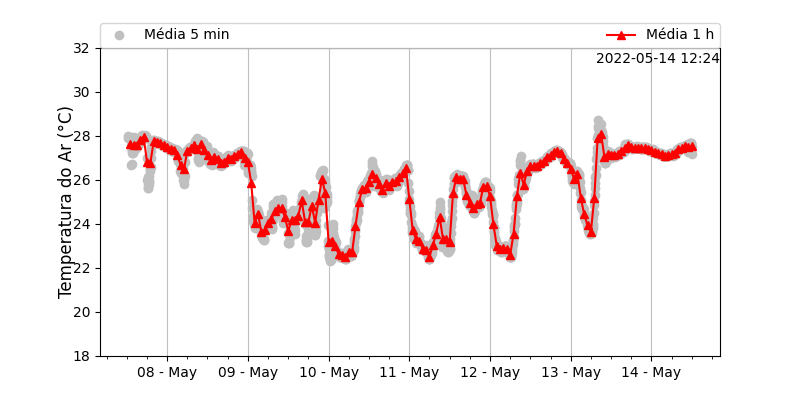 Média 5 min
Média 1 h
2022-05-14 12:24
Temperatura do Ar (°C)
32
30
28
26
24
22
20
18
08 - May
09 - May
10 - May
11 - May
12 - May
13 - May
14 - May